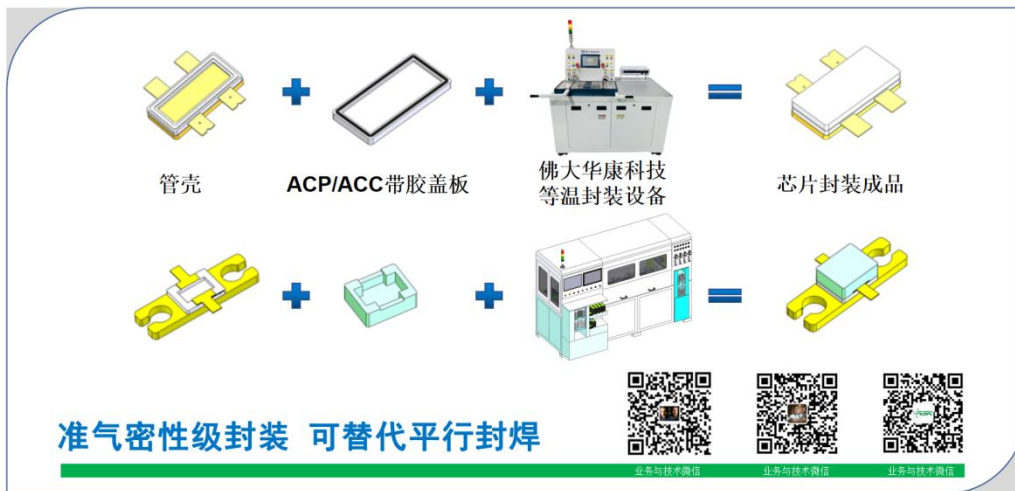 管壳
ACP/ACC带胶盖板
佛大华康科技
等温封装设备
芯片封装成品
准气密性级封装 可替代平行封焊
业务与技术微信
业务与技术微信
业务与技术微信